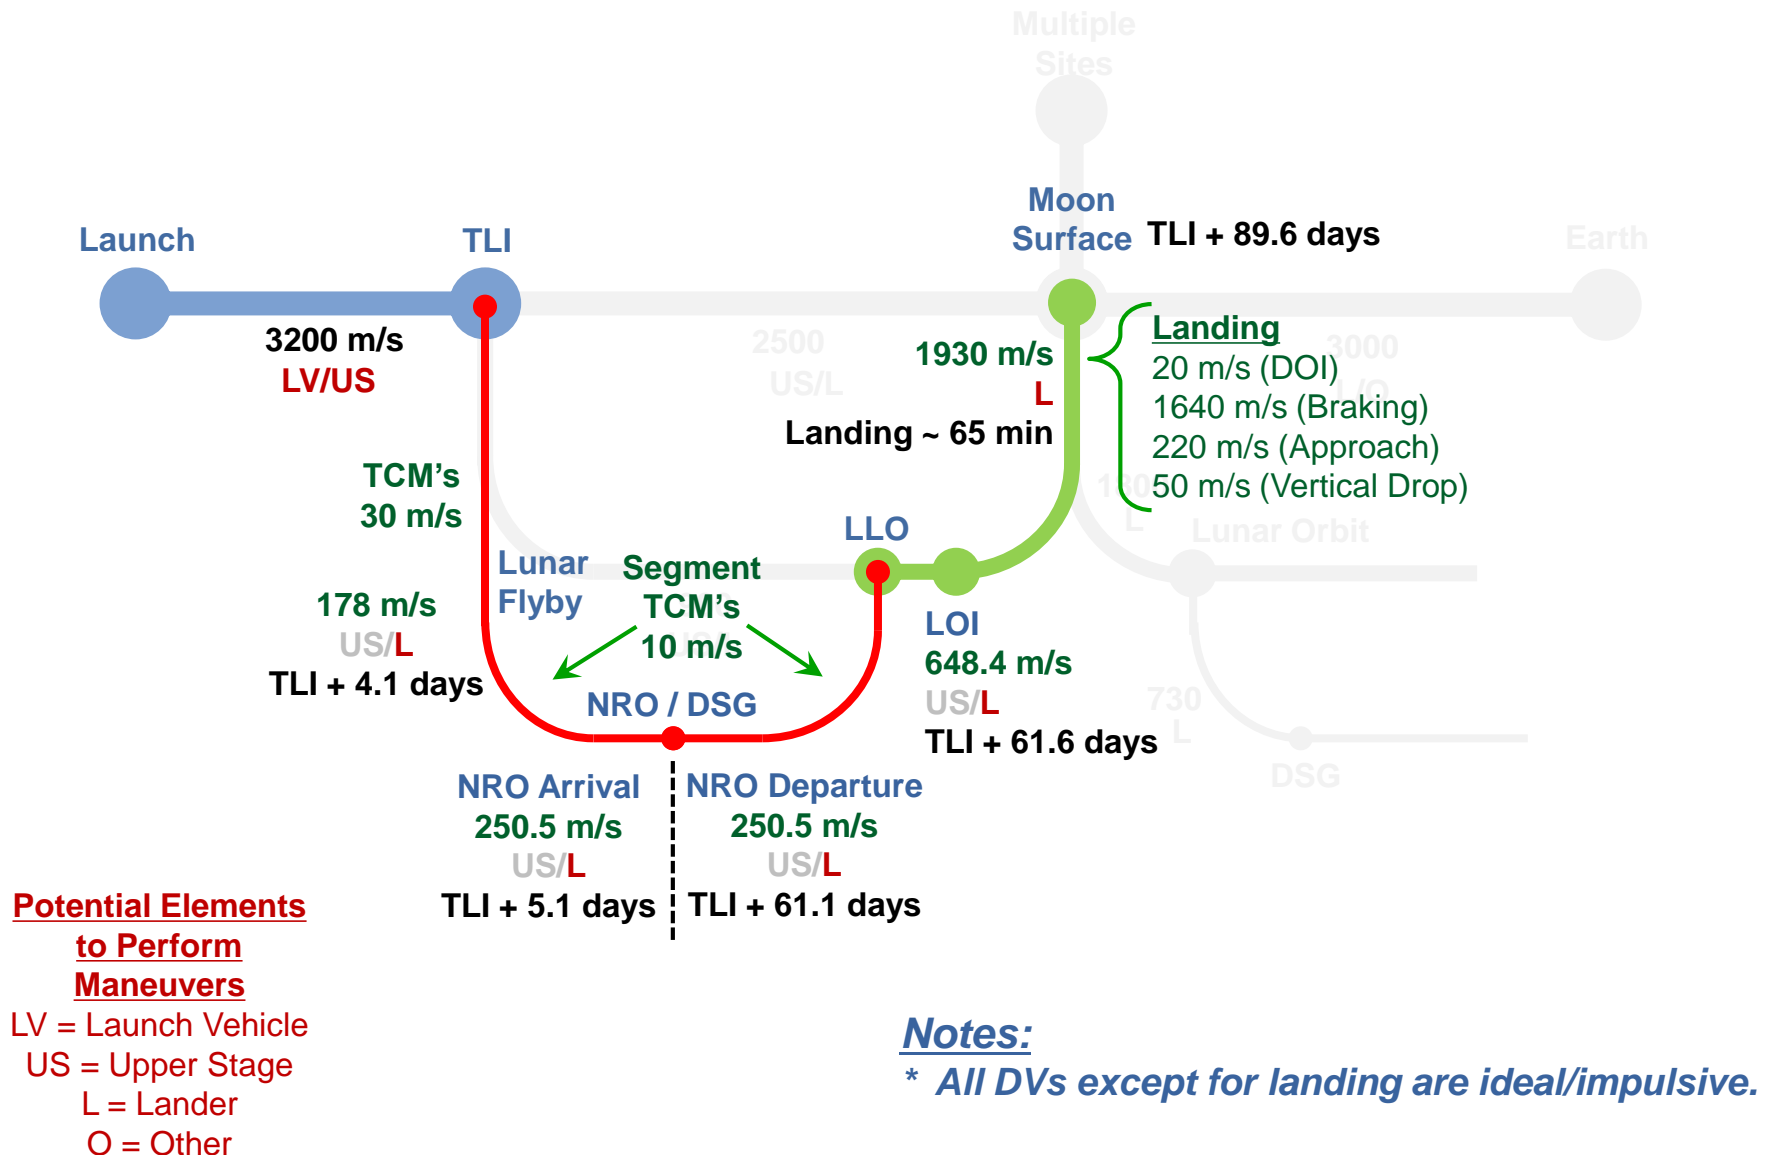 Multiple
Sites
Moon
Surface
TLI + 89.6 days
Launch
TLI
Earth
3200 m/s
LV/US
2500
US/L
1930 m/s
L
Landing ~ 65 min
Landing
20 m/s (DOI)
1640 m/s (Braking)
220 m/s (Approach)
50 m/s (Vertical Drop)
3000
L/O
L
Lunar Orbit
TCM's
30 m/s
Lunar
Flyby
Segment
TCM's
10 m/s
LLO
178 m/s
US/L
TLI + 4.1 days
NRO / DSG
LOI
648.4 m/s
US/L
TLI + 61.6 days
730
L
DSG
NRO Arrival
250.5 m/s
US/L
TLI + 5.1 days
NRO Departure
250.5 m/s
US/L
TLI + 61.1 days
Potential Elements
to Perform
Maneuvers
LV = Launch Vehicle
US = Upper Stage
L = Lander
O = Other
Notes:
* All DVs except for landing are ideal/impulsive.